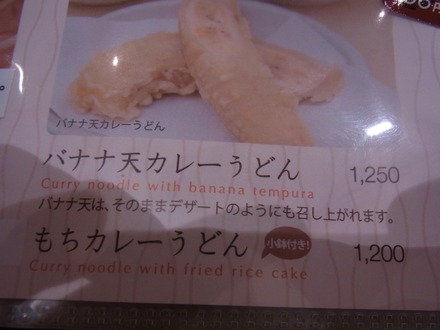 バナナ天カレーうどん
バナナ天カレーうどん 1,250
Curry noodle with banana tempura
バナナ天は、そのままデザートのようにも召し上がれます。
もちカレーうどん 小鉢付き! 1,200
Curry noodle with fried rice cake